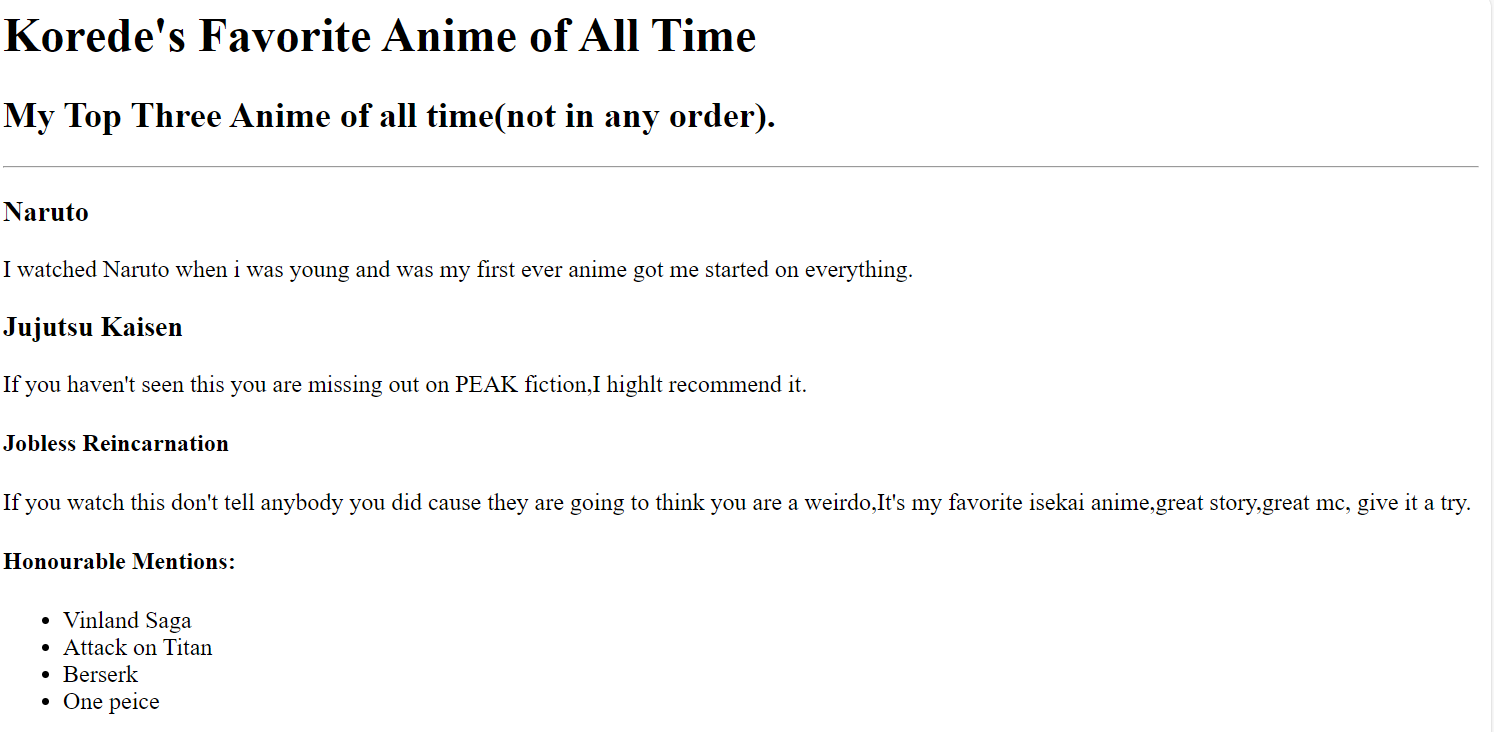 Korede's Favorite Anime of All Time
My Top Three Anime of all time(not in any order).
Naruto
I watched Naruto when i was young and was my first ever anime got me started on everything.
Jujutsu Kaisen
If you haven't seen this you are missing out on PEAK fiction,I highlt recommend it.
Jobless Reincarnation
If you watch this don't tell anybody you did cause they are going to think you are a weirdo,It's my favorite isekai anime,great story,great mc, give it a try.
Honourable Mentions:
• Vinland Saga
• Attack on Titan
• Berserk
• One peice